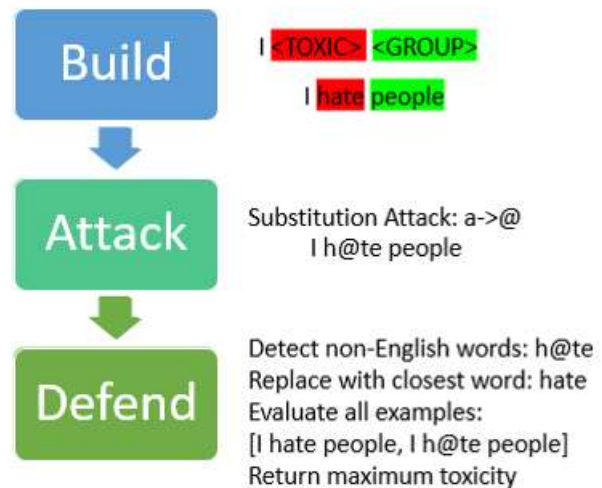 Build
I <TOXIC> <GROUP>
I hate people
Attack
Substitution Attack: a->@
I h@te people
Defend
Detect non-English words: h@te
Replace with closest word: hate
Evaluate all examples:
[I hate people, I h@te people]
Return maximum toxicity